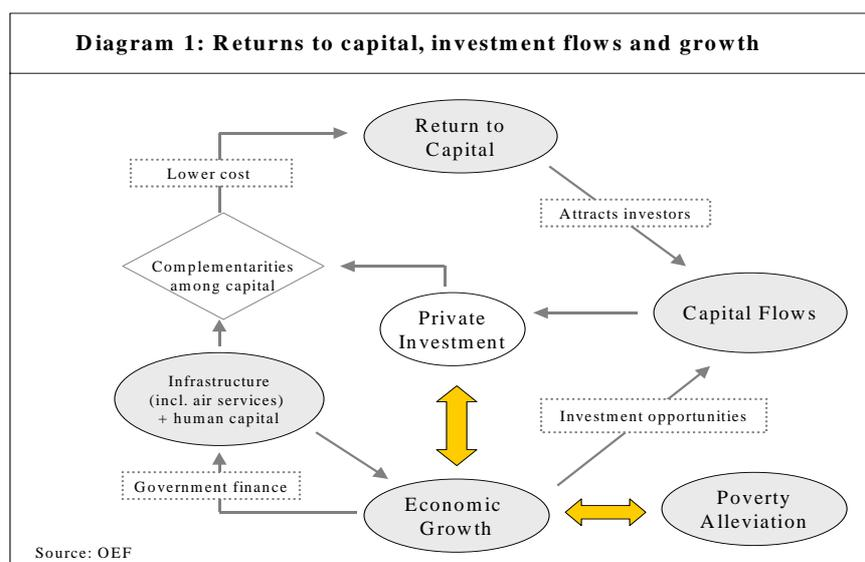 Diagram 1: Returns to capital, investment flows and growth
Return to
Capital
Lower cost
Attracts investors
Complementarities
among capital
Capital Flows
Private
Investment
Infrastructure
(incl. air services)
+ human capital
Investment opportunities
Government finance
Economic
Growth
Poverty
Alleviation
Source: OEF